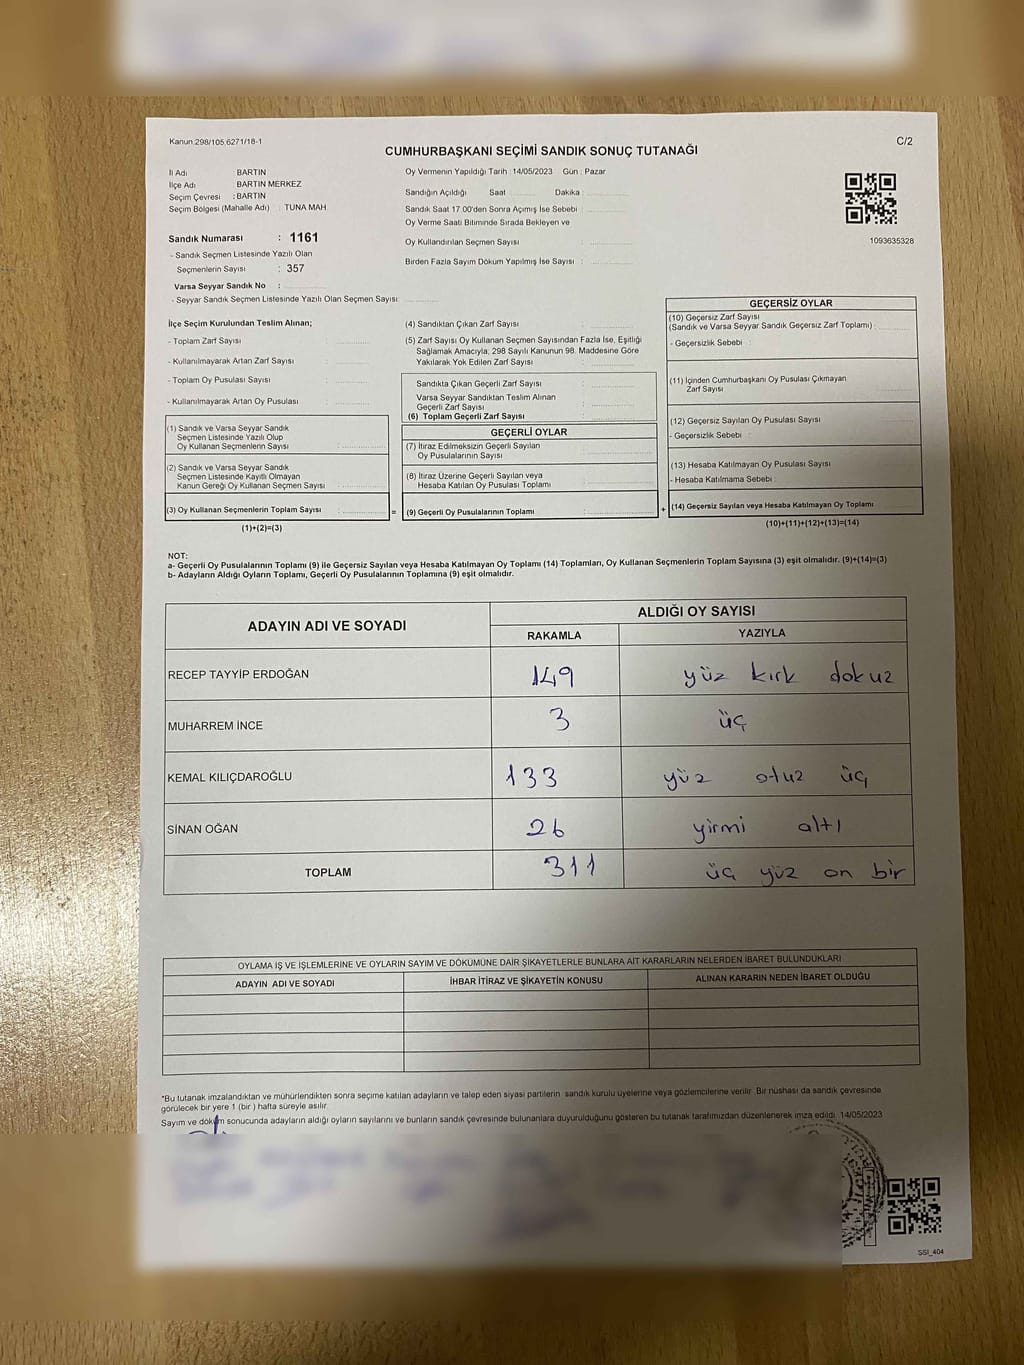 Kanun:298/105,6271/18-1
C/2
CUMHURBAŞKANI SEÇİMİ SANDIK SONUÇ TUTANAĞI
İl Adı BARTIN
İlçe Adı BARTIN MERKEZ
Seçim Çevresi : BARTIN
Seçim Bölgesi (Mahalle Adı) : TUNA MAH
Sandık Numarası : 1161
- Sandık Seçmen Listesinde Yazılı Olan
Seçmenlerin Sayısı : 357
Varsa Seyyar Sandık No :
- Seyyar Sandık Seçmen Listesinde Yazılı Olan Seçmen Sayısı:
Oy Vermenin Yapıldığı Tarih 14/05/2023 Gün : Pazar
Sandığın Açıldığı Saat Dakika :
Sandık Saat 17.00'den Sonra Açımış İse Sebebi :
Oy Verme Saati Bitiminde Sırada Bekleyen ve
Oy Kullandırılan Seçmen Sayısı :
Birden Fazla Sayım Döküm Yapılmış İse Sayısı :
1093635328
İlçe Seçim Kurulundan Teslim Alınan;
- Toplam Zarf Sayısı :
- Kullanılmayarak Artan Zarf Sayısı :
- Toplam Oy Pusulası Sayısı :
- Kullanılmayarak Artan Oy Pusulası :
(1) Sandık ve Varsa Seyyar Sandık
Seçmen Listesinde Yazılı Olup
Oy Kullanan Seçmenlerin Sayısı :
(2) Sandık ve Varsa Seyyar Sandık
Seçmen Listesinde Kayıtlı Olmayan
Kanun Gereği Oy Kullanan Seçmen Sayısı :
(3) Oy Kullanan Seçmenlerin Toplam Sayısı :
(1)+(2)=(3)
(4) Sandıktan Çıkan Zarf Sayısı :
(5) Zarf Sayısı Oy Kullanan Seçmen Sayısından Fazla İse, Eşitliği
Sağlamak Amacıyla; 298 Sayılı Kanunun 98. Maddesine Göre
Yakılarak Yok Edilen Zarf Sayısı :
Sandıkta Çıkan Geçerli Zarf Sayısı :
Varsa Seyyar Sandıktan Teslim Alınan
Geçerli Zarf Sayısı :
(6) Toplam Geçerli Zarf Sayısı :
GEÇERLİ OYLAR
(7) İtiraz Edilmeksizin Geçerli Sayılan
Oy Pusulalarının Sayısı :
(8) İtiraz Üzerine Geçerli Sayılan veya
Hesaba Katılan Oy Pusulası Toplamı :
=
(9) Geçerli Oy Pusulalarının Toplamı :
+
GEÇERSİZ OYLAR
(10) Geçersiz Zarf Sayısı
(Sandık ve Varsa Seyyar Sandık Geçersiz Zarf Toplamı) :
- Geçersizlik Sebebi :
(11) İçinden Cumhurbaşkanı Oy Pusulası Çıkmayan
Zarf Sayısı :
(12) Geçersiz Sayılan Oy Pusulası Sayısı :
- Geçersizlik Sebebi :
(13) Hesaba Katılmayan Oy Pusulası Sayısı :
- Hesaba Katılmama Sebebi :
(14) Geçersiz Sayılan veya Hesaba Katılmayan Oy Toplamı :
(10)+(11)+(12)+(13)=(14)
NOT:
a- Geçerli Oy Pusulalarının Toplamı (9) ile Geçersiz Sayılan veya Hesaba Katılmayan Oy Toplamı (14) Toplamları, Oy Kullanan Seçmenlerin Toplam Sayısına (3) eşit olmalıdır. (9)+(14)=(3)
b- Adayların Aldığı Oyların Toplamı, Geçerli Oy Pusulalarının Toplamına (9) eşit olmalıdır.
ADAYIN ADI VE SOYADI
ALDIĞI OY SAYISI
RAKAMLA YAZIYLA
RECEP TAYYİP ERDOĞAN 149 yüz kırk dokuz
MUHARREM İNCE 3 üç
KEMAL KILIÇDAROĞLU 133 yüz otuz üç
SİNAN OĞAN 26 yirmi altı
TOPLAM 311 üç yüz on bir
OYLAMA İŞ VE İŞLEMLERİNE VE OYLARIN SAYIM VE DÖKÜMÜNE DAİR ŞİKAYETLERLE BUNLARA AİT KARARLARIN NELERDEN İBARET BULUNDUKLARI
ADAYIN ADI VE SOYADI İHBAR İTİRAZ VE ŞİKAYETİN KONUSU ALINAN KARARIN NEDEN İBARET OLDUĞU
*Bu tutanak imzalandıktan ve mühürlendikten sonra seçime katılan adayların ve talep eden siyasi partilerin sandık kurulu üyelerine veya gözlemcilerine verilir. Bir nüshası da sandık çevresinde
görülecek bir yere 1 (bir ) hafta süreyle asılır.
Sayım ve döküm sonucunda adayların aldığı oyların sayılarını ve bunların sandık çevresinde bulunanlara duyurulduğunu gösteren bu tutanak tarafımızdan düzenlenerek imza edildi. 14/05/2023
SSI_404